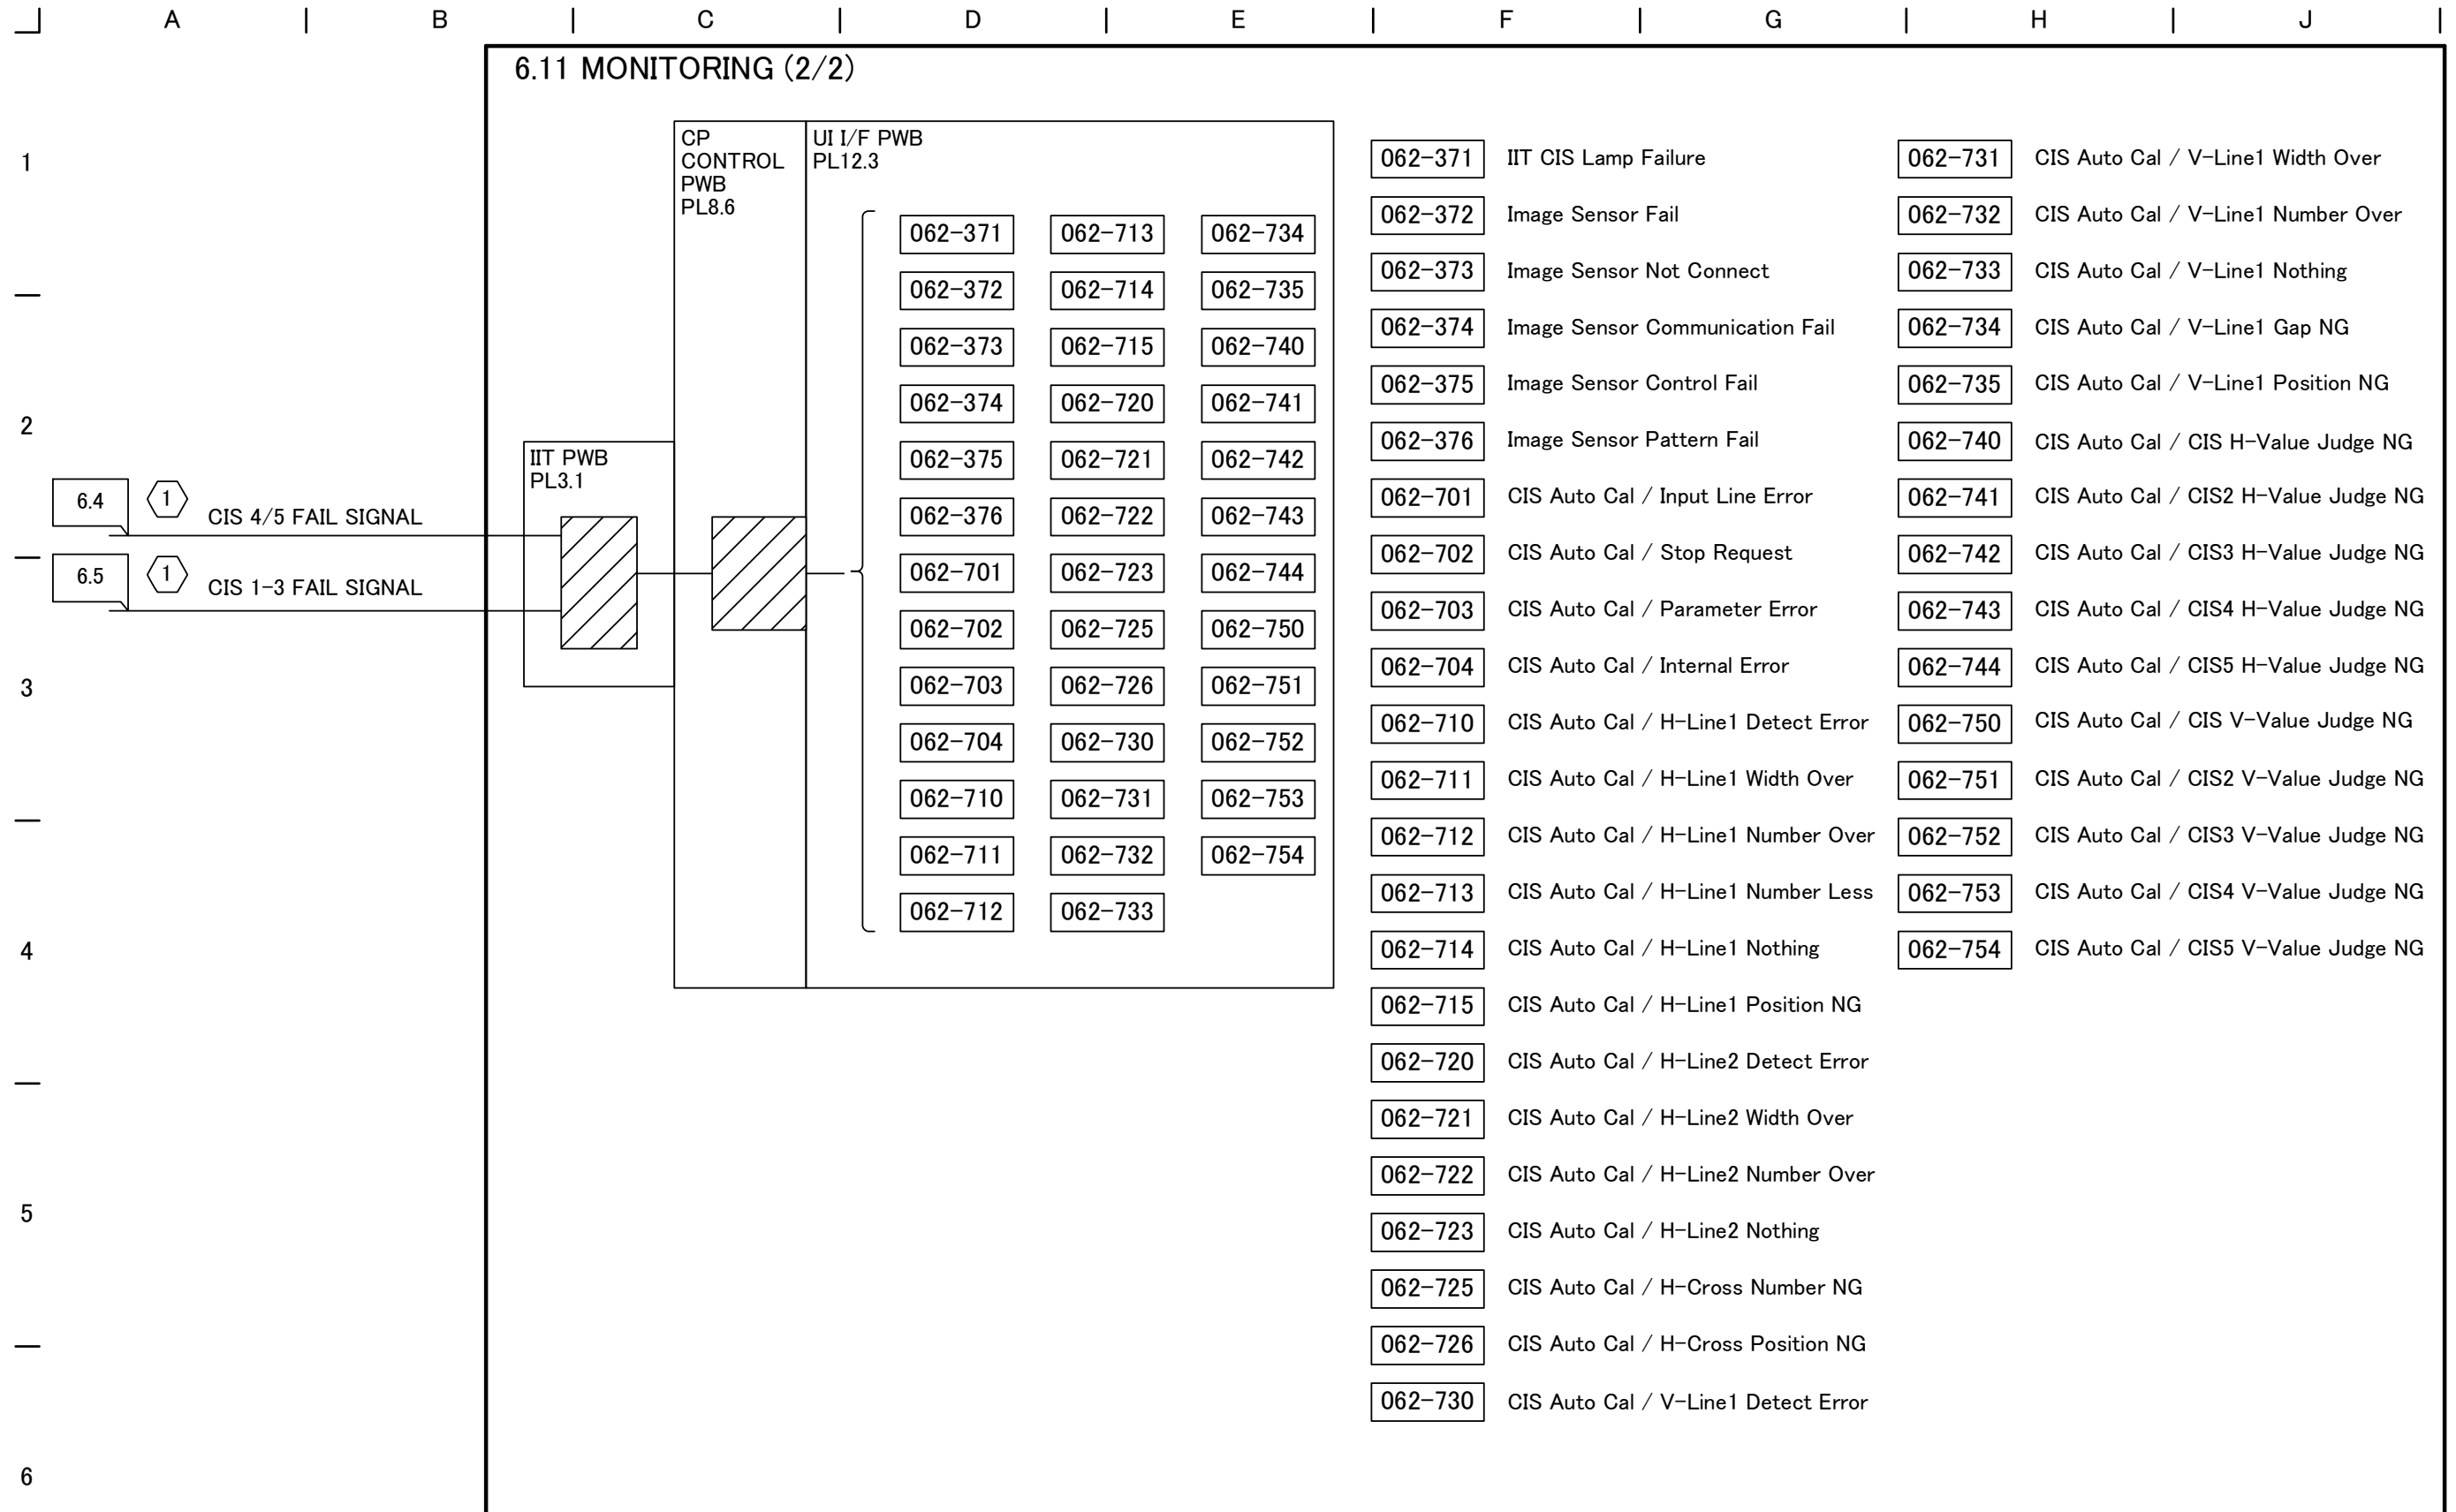 A B C D E F G H J
6.11 MONITORING (2/2)
1
2
3
4
5
6
CP
CONTROL
PWB
PL8.6
UI I/F PWB
PL12.3
IIT PWB
PL3.1
6.4 1 CIS 4/5 FAIL SIGNAL
6.5 1 CIS 1-3 FAIL SIGNAL
062-371 062-713 062-734
062-372 062-714 062-735
062-373 062-715 062-740
062-374 062-720 062-741
062-375 062-721 062-742
062-376 062-722 062-743
062-701 062-723 062-744
062-702 062-725 062-750
062-703 062-726 062-751
062-704 062-730 062-752
062-710 062-731 062-753
062-711 062-732 062-754
062-712 062-733
062-371 IIT CIS Lamp Failure
062-372 Image Sensor Fail
062-373 Image Sensor Not Connect
062-374 Image Sensor Communication Fail
062-375 Image Sensor Control Fail
062-376 Image Sensor Pattern Fail
062-701 CIS Auto Cal / Input Line Error
062-702 CIS Auto Cal / Stop Request
062-703 CIS Auto Cal / Parameter Error
062-704 CIS Auto Cal / Internal Error
062-710 CIS Auto Cal / H-Line1 Detect Error
062-711 CIS Auto Cal / H-Line1 Width Over
062-712 CIS Auto Cal / H-Line1 Number Over
062-713 CIS Auto Cal / H-Line1 Number Less
062-714 CIS Auto Cal / H-Line1 Nothing
062-715 CIS Auto Cal / H-Line1 Position NG
062-720 CIS Auto Cal / H-Line2 Detect Error
062-721 CIS Auto Cal / H-Line2 Width Over
062-722 CIS Auto Cal / H-Line2 Number Over
062-723 CIS Auto Cal / H-Line2 Nothing
062-725 CIS Auto Cal / H-Cross Number NG
062-726 CIS Auto Cal / H-Cross Position NG
062-730 CIS Auto Cal / V-Line1 Detect Error
062-731 CIS Auto Cal / V-Line1 Width Over
062-732 CIS Auto Cal / V-Line1 Number Over
062-733 CIS Auto Cal / V-Line1 Nothing
062-734 CIS Auto Cal / V-Line1 Gap NG
062-735 CIS Auto Cal / V-Line1 Position NG
062-740 CIS Auto Cal / CIS H-Value Judge NG
062-741 CIS Auto Cal / CIS2 H-Value Judge NG
062-742 CIS Auto Cal / CIS3 H-Value Judge NG
062-743 CIS Auto Cal / CIS4 H-Value Judge NG
062-744 CIS Auto Cal / CIS5 H-Value Judge NG
062-750 CIS Auto Cal / CIS V-Value Judge NG
062-751 CIS Auto Cal / CIS2 V-Value Judge NG
062-752 CIS Auto Cal / CIS3 V-Value Judge NG
062-753 CIS Auto Cal / CIS4 V-Value Judge NG
062-754 CIS Auto Cal / CIS5 V-Value Judge NG